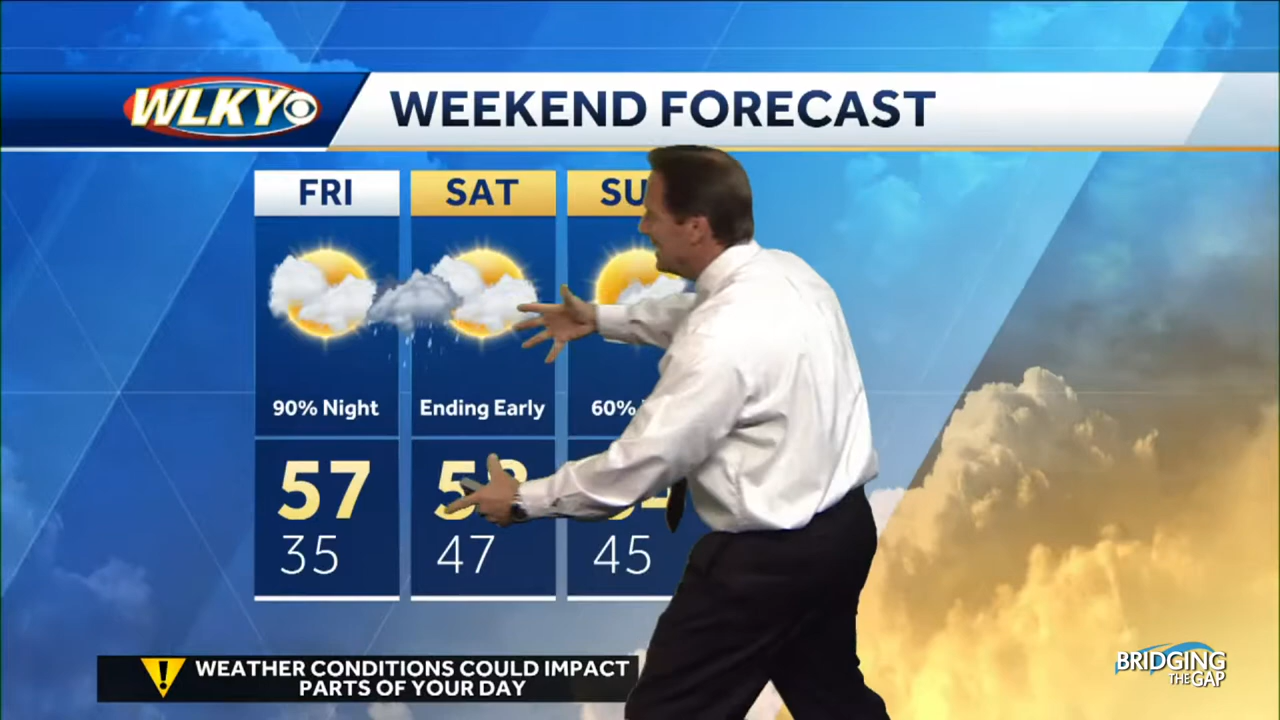 WLKY
WEEKEND FORECAST
FRI
SAT
90% Night
Ending Early
60%
57
35
47
45
WEATHER CONDITIONS COULD IMPACT
PARTS OF YOUR DAY
BRIDGING
THE GAP